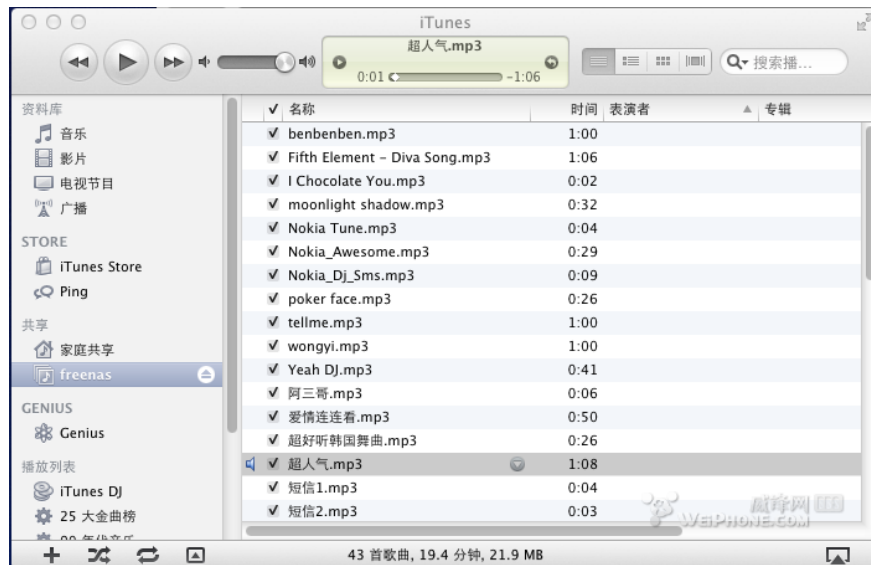 iTunes
超人气.mp3
0:01 -1:06
搜索播...
资料库
音乐
影片
电视节目
广播
STORE
iTunes Store
Ping
共享
家庭共享
freenas
GENIUS
Genius
播放列表
iTunes DJ
25 大金曲榜
名称 时间 表演者 专辑
benbenben.mp3 1:00
Fifth Element – Diva Song.mp3 1:06
I Chocolate You.mp3 0:02
moonlight shadow.mp3 0:32
Nokia Tune.mp3 0:04
Nokia_Awesome.mp3 0:29
Nokia_Dj_Sms.mp3 0:09
poker face.mp3 0:26
tellme.mp3 1:00
wongyi.mp3 1:00
Yeah DJ.mp3 0:41
阿三哥.mp3 0:06
爱情连连看.mp3 0:50
超好听韩国舞曲.mp3 0:26
超人气.mp3 1:08
短信1.mp3 0:04
短信2.mp3 0:03
威锋网
WEIPHONE.COM
43 首歌曲, 19.4 分钟, 21.9 MB